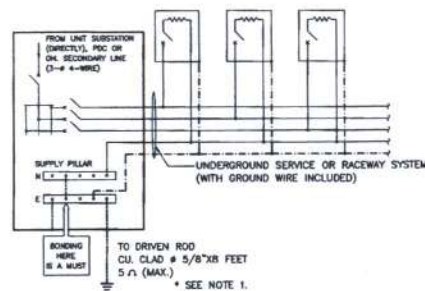 FROM UNIT SUBSTATION
(DIRECTLY), PDC OR
OH. SECONDARY LINE
(3-Ø 4-WIRE)
SUPPLY PILLAR
N
E
UNDERGROUND SERVICE OR RACEWAY SYSTEM
(WITH GROUND WIRE INCLUDED)
BONDING
HERE
IS A MUST
TO DRIVEN ROD
CU. CLAD Ø 5/8"X8 FEET
5 Ω (MAX.)
* SEE NOTE 1.